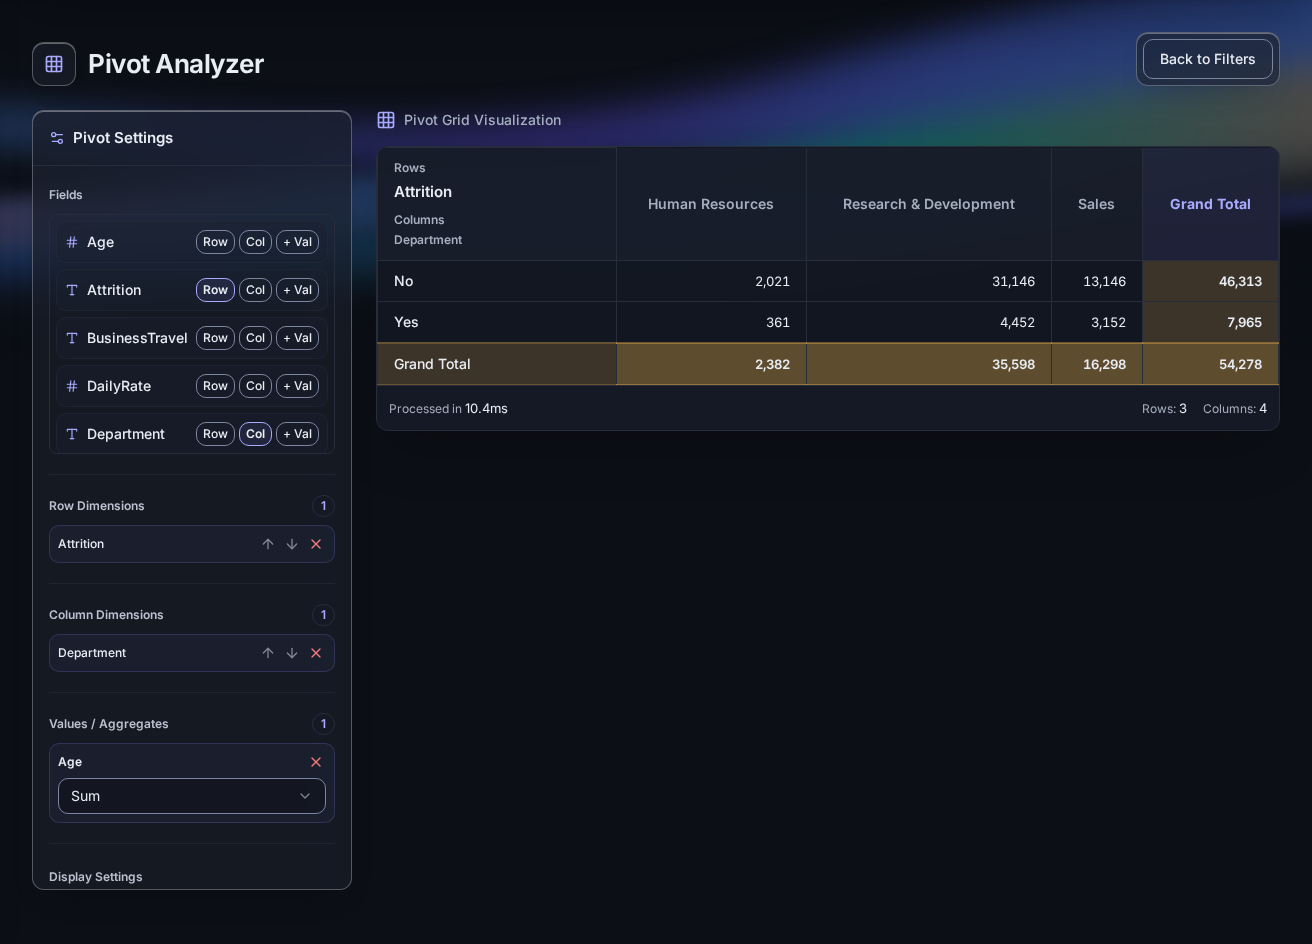 Pivot Analyzer
Back to Filters
Pivot Settings
Fields
Age Row Col + Val
Attrition Row Col + Val
BusinessTravel Row Col + Val
DailyRate Row Col + Val
Department Row Col + Val
Row Dimensions 1
Attrition
Column Dimensions 1
Department
Values / Aggregates 1
Age
Sum
Display Settings
Pivot Grid Visualization
Rows
Attrition
Columns
Department
Human Resources Research & Development Sales Grand Total
No 2,021 31,146 13,146 46,313
Yes 361 4,452 3,152 7,965
Grand Total 2,382 35,598 16,298 54,278
Processed in 10.4ms Rows: 3 Columns: 4